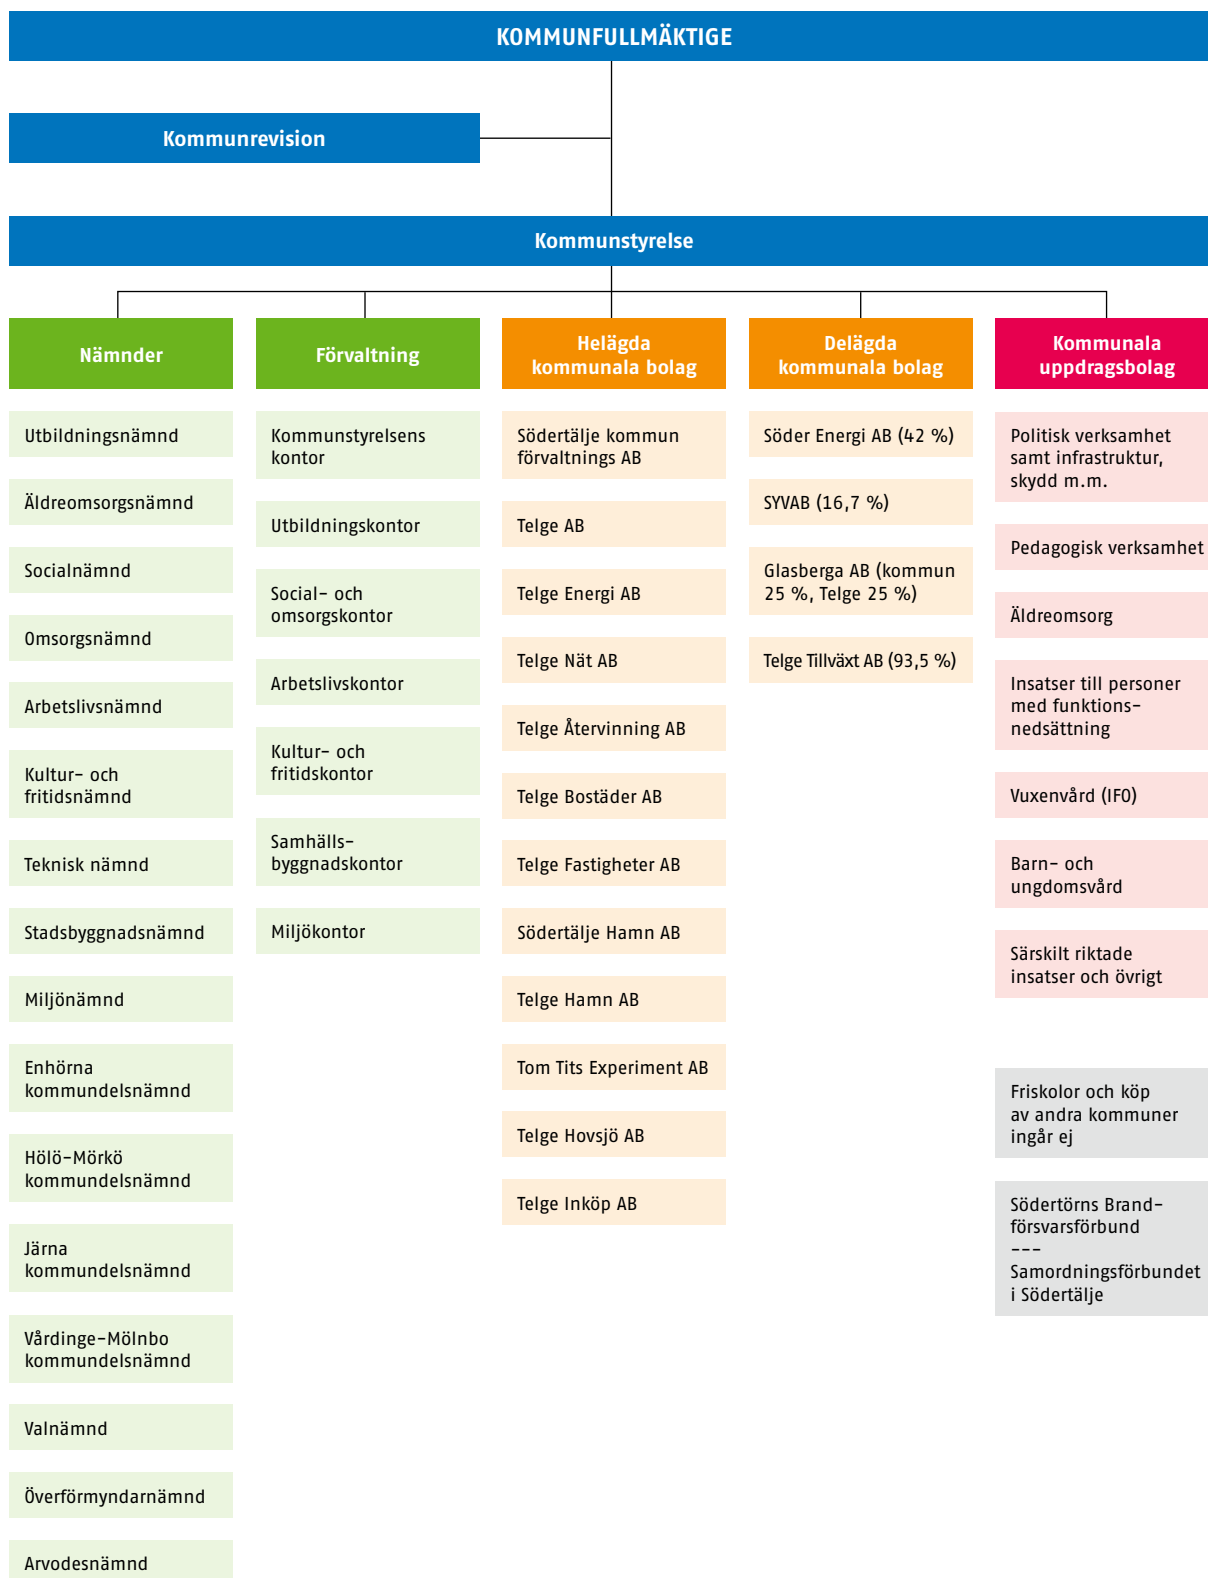 KOMMUNFULLMÄKTIGE
Kommunrevision
Kommunstyrelse
Nämnder
Utbildningsnämnd
Äldreomsorgsnämnd
Socialnämnd
Omsorgsnämnd
Arbetslivsnämnd
Kultur- och
fritidsnämnd
Teknisk nämnd
Stadsbyggnadsnämnd
Miljönämnd
Enhörna
kommundelsnämnd
Hölö-Mörkö
kommundelsnämnd
Järna
kommundelsnämnd
Vårdinge-Mölnbo
kommundelsnämnd
Valnämnd
Överförmyndarnämnd
Arvodesnämnd
Förvaltning
Kommunstyrelsens
kontor
Utbildningskontor
Social- och
omsorgskontor
Arbetslivskontor
Kultur- och
fritidskontor
Samhälls-
byggnadskontor
Miljökontor
Helägda
kommunala bolag
Södertälje kommun
förvaltnings AB
Telge AB
Telge Energi AB
Telge Nät AB
Telge Återvinning AB
Telge Bostäder AB
Telge Fastigheter AB
Södertälje Hamn AB
Telge Hamn AB
Tom Tits Experiment AB
Telge Hovsjö AB
Telge Inköp AB
Delägda
kommunala bolag
Söder Energi AB (42 %)
SYVAB (16,7 %)
Glasberga AB (kommun
25 %, Telge 25 %)
Telge Tillväxt AB (93,5 %)
Kommunala
uppdragsbolag
Politisk verksamhet
samt infrastruktur,
skydd m.m.
Pedagogisk verksamhet
Äldreomsorg
Insatser till personer
med funktions-
nedsättning
Vuxenvård (IFO)
Barn- och
ungdomsvård
Särskilt riktade
insatser och övrigt
Friskolor och köp
av andra kommuner
ingår ej
Södertörns Brand-
försvarsförbund
---
Samordningsförbundet
i Södertälje